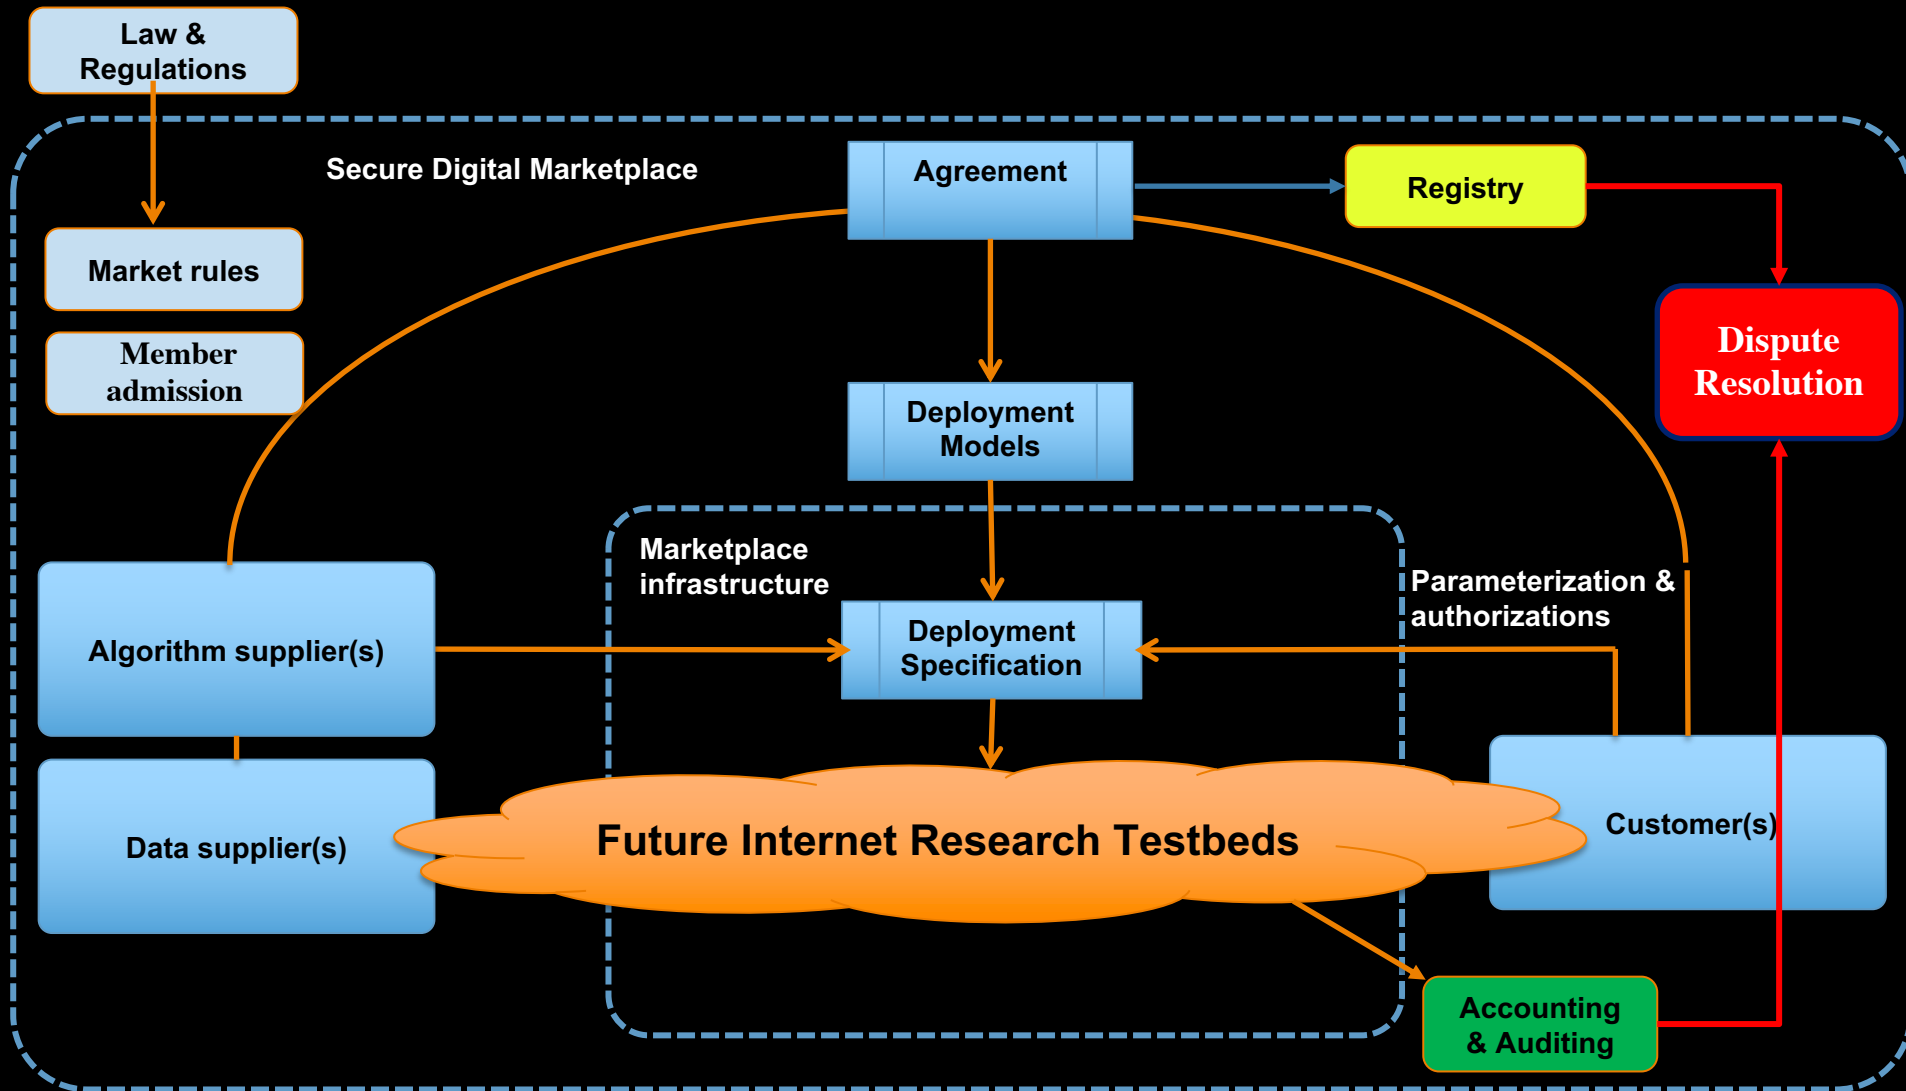 Law &
Regulations
Secure Digital Marketplace
Agreement
Registry
Market rules
Member
admission
Dispute
Resolution
Deployment
Models
Marketplace
infrastructure
Parameterization &
authorizations
Algorithm supplier(s)
Deployment
Specification
Data supplier(s)
Future Internet Research Testbeds
Customer(s)
Accounting
& Auditing